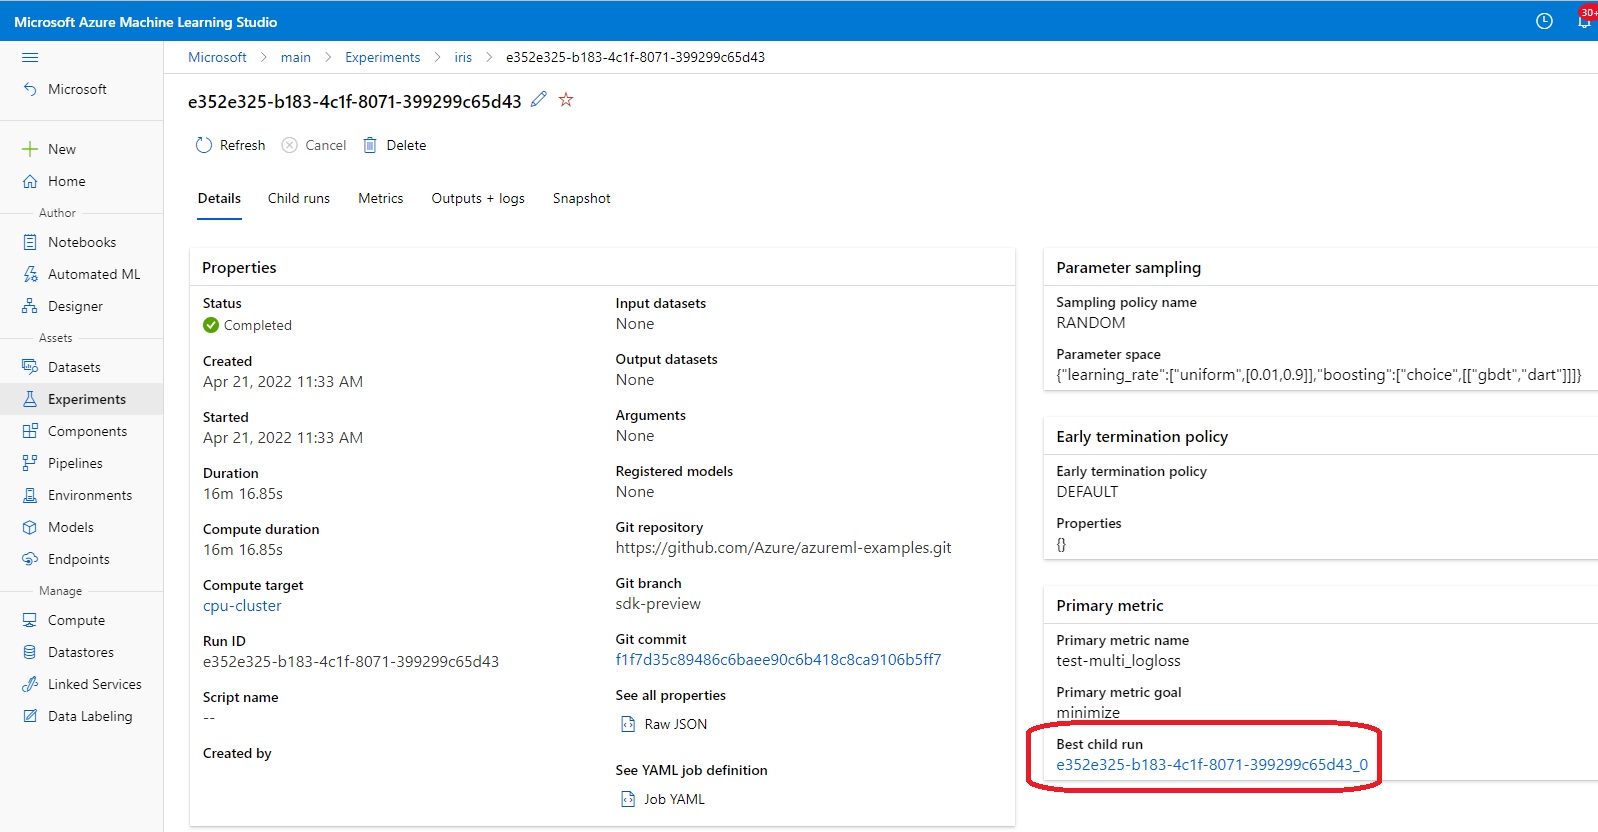 Microsoft Azure Machine Learning Studio
30+
Microsoft > main > Experiments > iris > e352e325-b183-4c1f-8071-399299c65d43
Microsoft
e352e325-b183-4c1f-8071-399299c65d43
Refresh Cancel Delete
New
Home
Author
Notebooks
Automated ML
Designer
Assets
Datasets
Experiments
Components
Pipelines
Environments
Models
Endpoints
Manage
Compute
Datastores
Linked Services
Data Labeling
Details Child runs Metrics Outputs + logs Snapshot
Properties
Status
Completed
Created
Apr 21, 2022 11:33 AM
Started
Apr 21, 2022 11:33 AM
Duration
16m 16.85s
Compute duration
16m 16.85s
Compute target
cpu-cluster
Run ID
e352e325-b183-4c1f-8071-399299c65d43
Script name
--
Created by
Input datasets
None
Output datasets
None
Arguments
None
Registered models
None
Git repository
https://github.com/Azure/azureml-examples.git
Git branch
sdk-preview
Git commit
f1f7d35c89486c6baee90c6b418c8ca9106b5ff7
See all properties
Raw JSON
See YAML job definition
Job YAML
Parameter sampling
Sampling policy name
RANDOM
Parameter space
{"learning_rate":["uniform",[0.01,0.9]],"boosting":["choice",[["gbdt","dart"]]]}
Early termination policy
Early termination policy
DEFAULT
Properties
{}
Primary metric
Primary metric name
test-multi_logloss
Primary metric goal
minimize
Best child run
e352e325-b183-4c1f-8071-399299c65d43_0